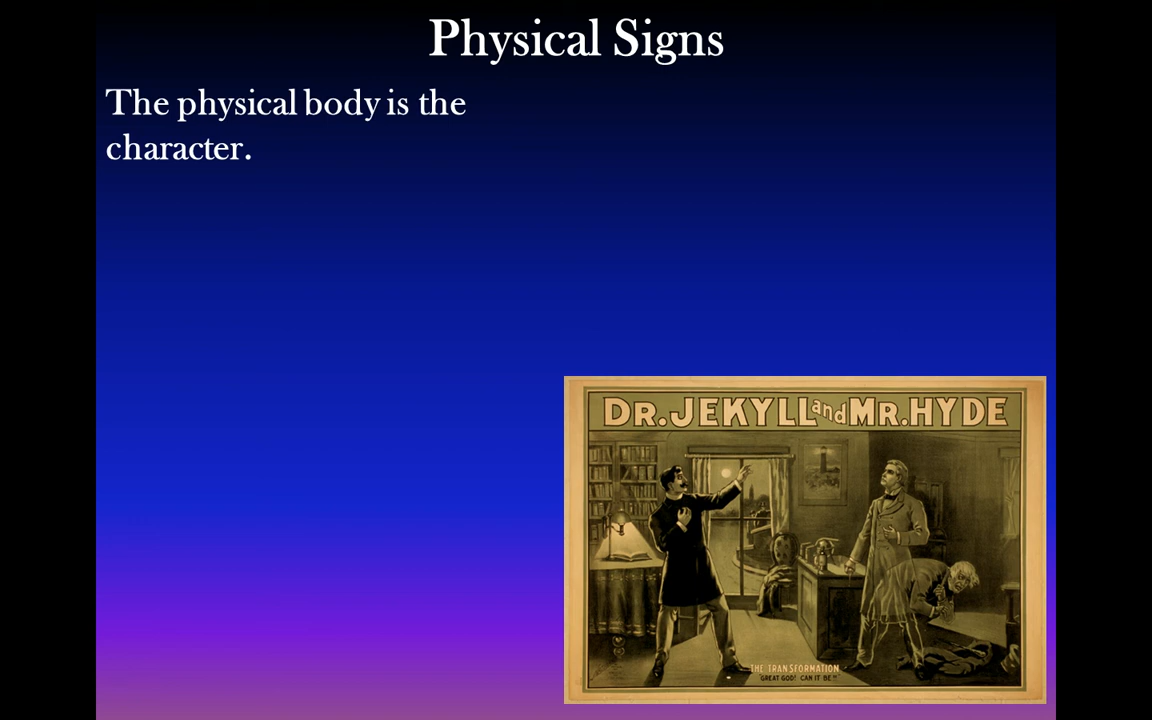 Physical Signs
The physical body is the
character.
DR. JEKYLL and MR. HYDE
THE TRANSFORMATION
"GREAT GOD! CAN IT BE!!"